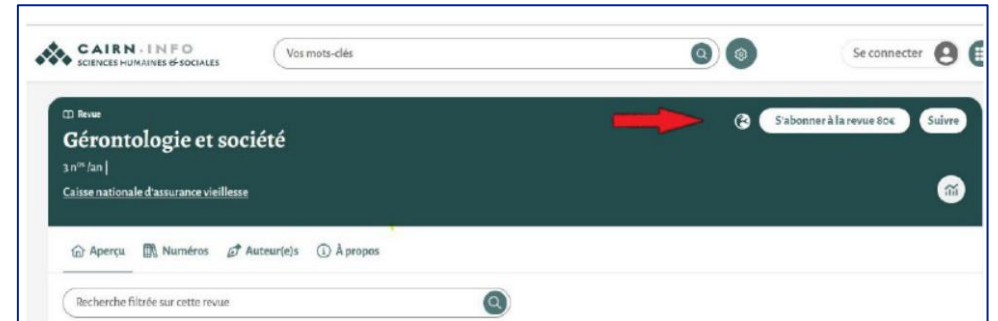 CAIRN.INFO
SCIENCES HUMAINES & SOCIALES
Vos mots-clés
Se connecter
Revue
Gérontologie et société
3 nos /an |
Caisse nationale d'assurance vieillesse
S'abonner à la revue 80€
Suivre
Aperçu
Numéros
Auteur(e)s
À propos
Recherche filtrée sur cette revue